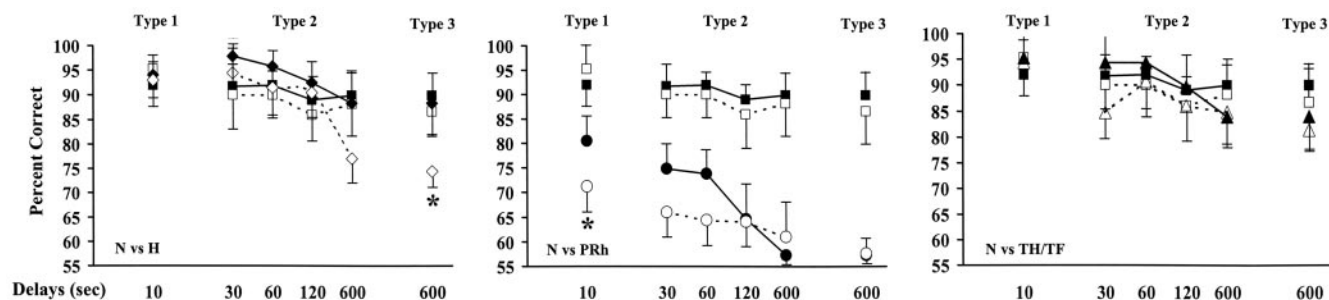 Type 1 Type 2 Type 3 Type 1 Type 2 Type 3 Type 1 Type 2 Type 3
Percent Correct
100 100 100
95 95 95
90 90 90
85 85 85
80 80 80
75 75 75
70 70 70
65 65 65
60 60 60
55 55 55
* *
N vs H N vs PRh N vs TH/TF
Delays (sec) 10 30 60 120 600 600 10 30 60 120 600 600 10 30 60 120 600 600